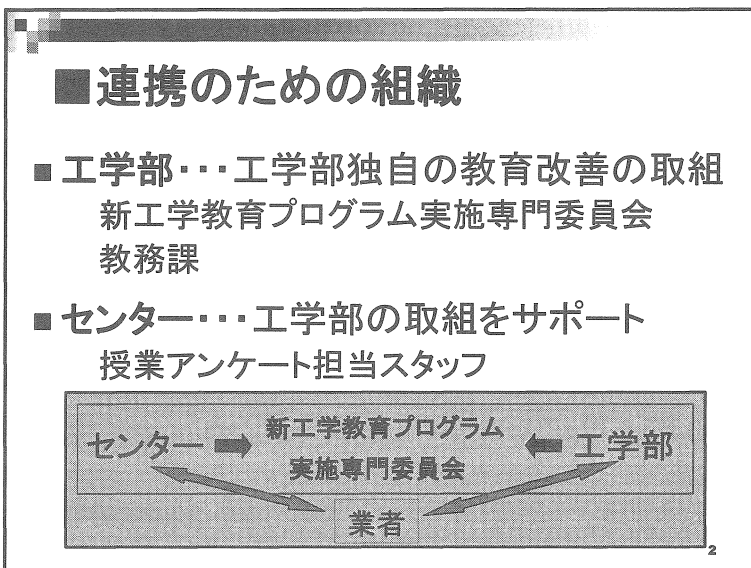 ■連携のための組織
■工学部・・・工学部独自の教育改善の取組
新工学教育プログラム実施専門委員会
教務課
■センター・・・工学部の取組をサポート
授業アンケート担当スタッフ
センター
新工学教育プログラム
実施専門委員会
工学部
業者
2